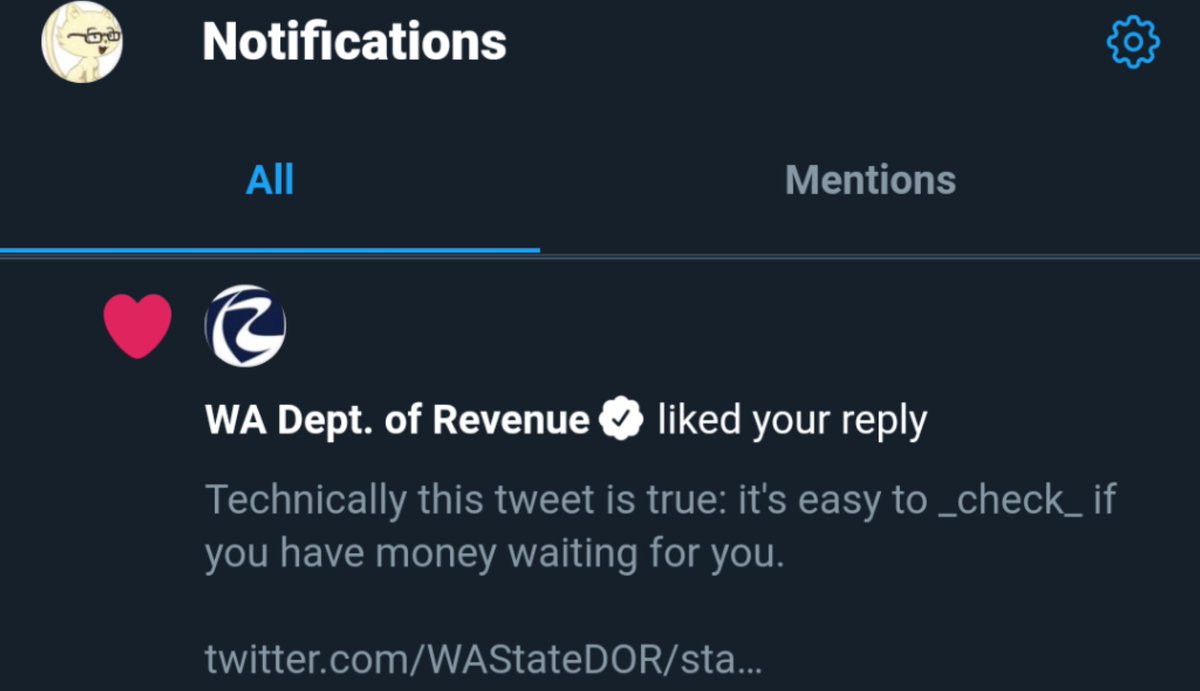 Notifications
All
Mentions
WA Dept. of Revenue liked your reply
Technically this tweet is true: it's easy to _check_ if
you have money waiting for you.
twitter.com/WAStateDOR/sta…